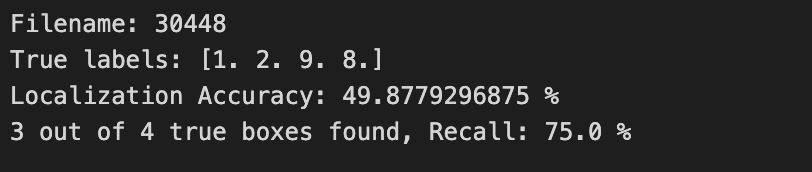 Filename: 30448
True labels: [1. 2. 9. 8.]
Localization Accuracy: 49.8779296875 %
3 out of 4 true boxes found, Recall: 75.0 %